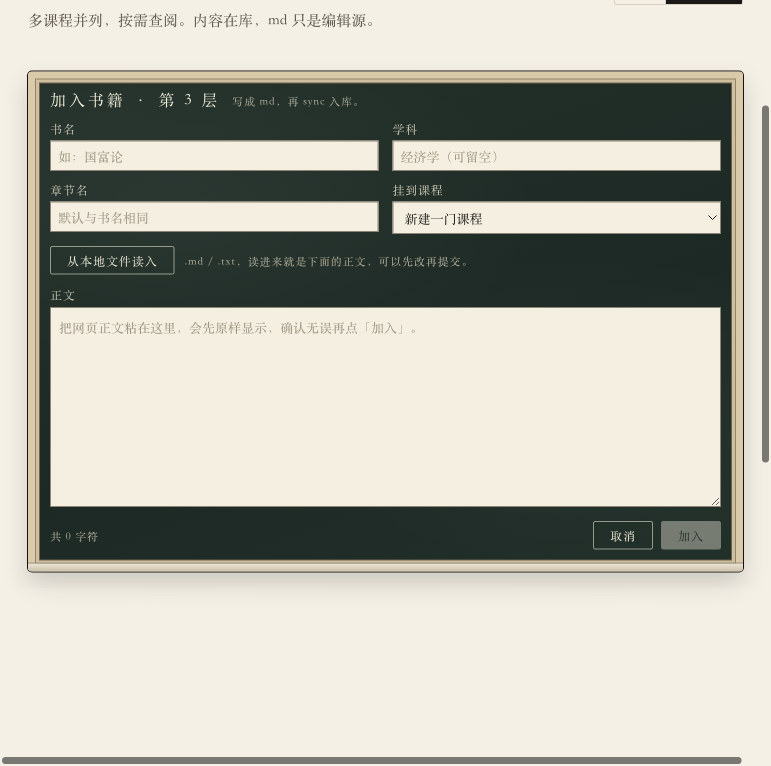 多课程并列，按需查阅。内容在库，md 只是编辑源。
加入书籍 · 第 3 层 写成 md，再 sync 入库。
书名 学科
如：国富论 经济学（可留空）
章节名 挂到课程
默认与书名相同 新建一门课程
从本地文件读入 .md / .txt，读进来就是下面的正文，可以先改再提交。
正文
把网页正文粘在这里，会先原样显示，确认无误再点「加入」。
共 0 字符 取消 加入